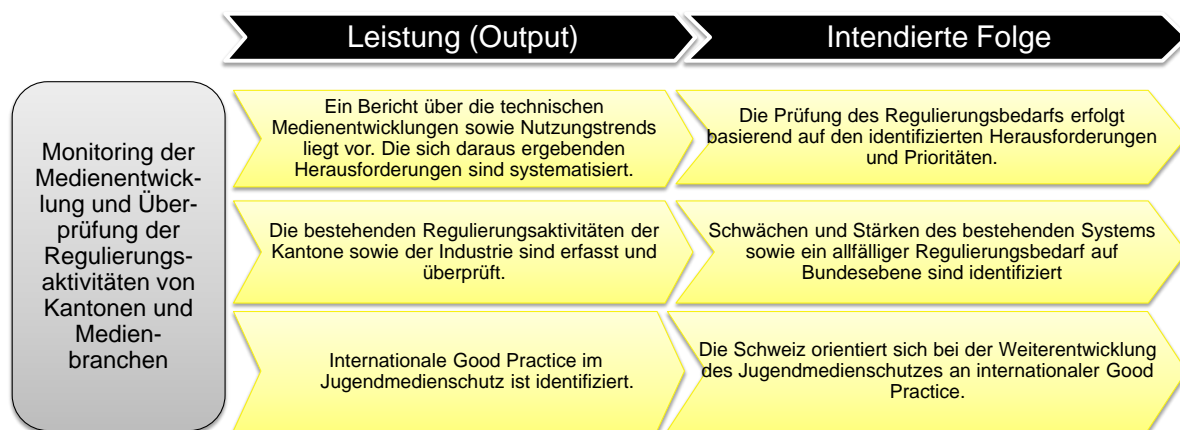 Leistung (Output)
Intendierte Folge
Monitoring der
Medienentwick-
lung und Über-
prüfung der
Regulierungs-
aktivitäten von
Kantonen und
Medien-
branchen
Ein Bericht über die technischen
Medienentwicklungen sowie Nutzungstrends
liegt vor. Die sich daraus ergebenden
Herausforderungen sind systematisiert.
Die Prüfung des Regulierungsbedarfs erfolgt
basierend auf den identifizierten Herausforderungen
und Prioritäten.
Die bestehenden Regulierungsaktivitäten der
Kantone sowie der Industrie sind erfasst und
überprüft.
Schwächen und Stärken des bestehenden Systems
sowie ein allfälliger Regulierungsbedarf auf
Bundesebene sind identifiziert
Internationale Good Practice im
Jugendmedienschutz ist identifiziert.
Die Schweiz orientiert sich bei der Weiterentwicklung
des Jugendmedienschutzes an internationaler Good
Practice.